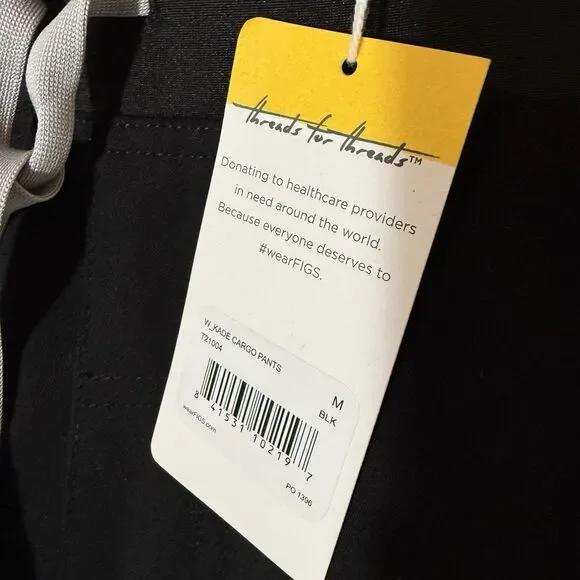 threads for threads™
Donating to healthcare providers
in need around the world.
Because everyone deserves to
#wearFIGS.
W_KADE CARGO PANTS
T21004
M
BLK
8 41531 10219 7
wearFIGS.com
PO 1396